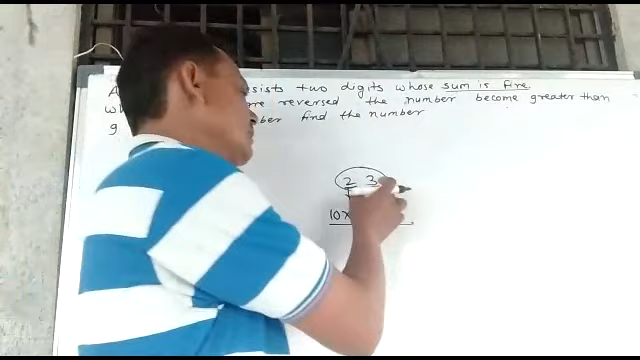 A sists two digits whose sum is five.
wh re reversed the number become greater than
9 ber find the number
2 3
10x